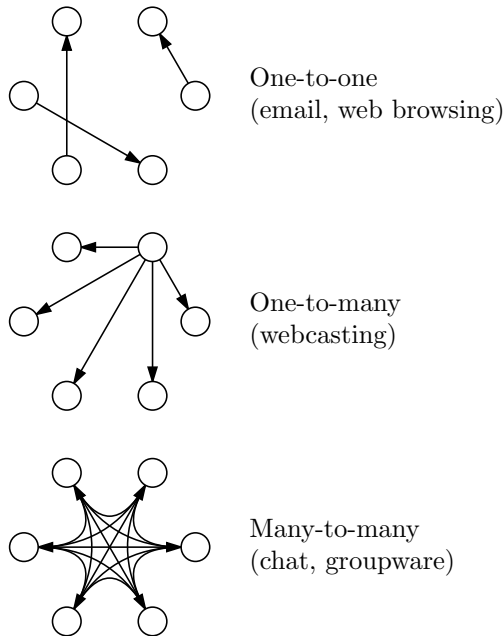 One-to-one
(email, web browsing)
One-to-many
(webcasting)
Many-to-many
(chat, groupware)